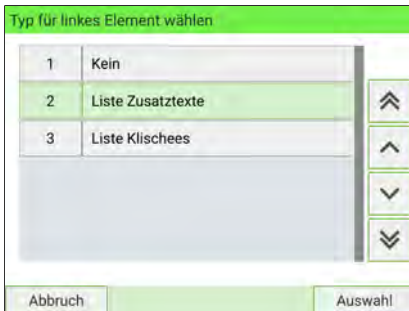 Typ für linkes Element wählen
1 Kein
2 Liste Zusatztexte
3 Liste Klischees
Abbruch Auswahl